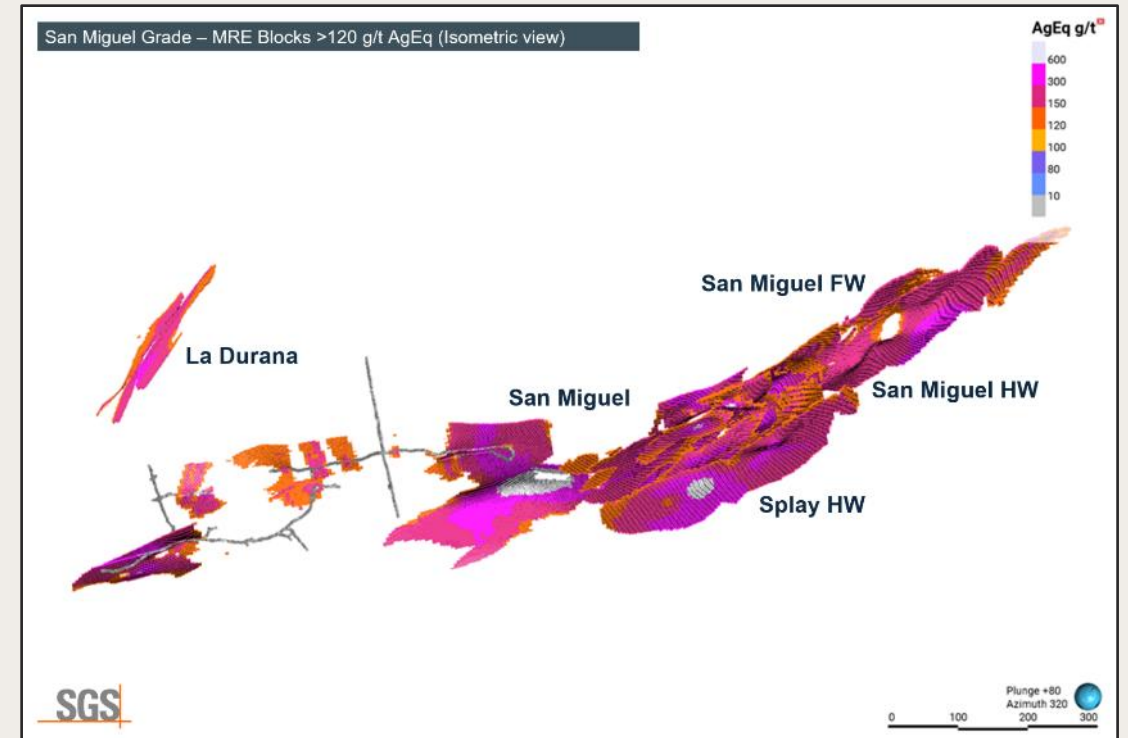 San Miguel Grade – MRE Blocks >120 g/t AgEq (Isometric view)
AgEq g/t
600
300
150
120
100
80
10
San Miguel FW
La Durana
San Miguel
San Miguel HW
Splay HW
SGS
Plunge +80
Azimuth 320
0 100 200 300